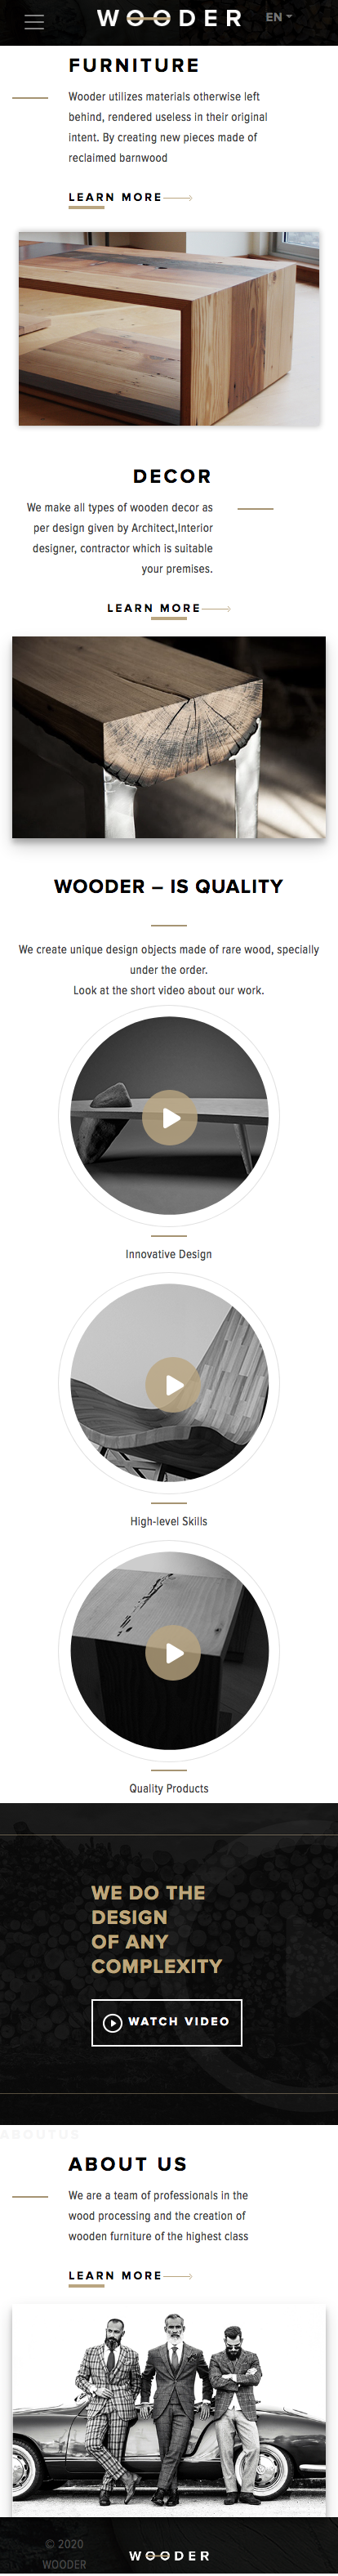 WOODER
EN
FURNITURE
Wooder utilizes materials otherwise left
behind, rendered useless in their original
intent. By creating new pieces made of
reclaimed barnwood
LEARN MORE
DECOR
We make all types of wooden decor as
per design given by Architect,Interior
designer, contractor which is suitable
your premises.
LEARN MORE
WOODER – IS QUALITY
We create unique design objects made of rare wood, specially
under the order.
Look at the short video about our work.
Innovative Design
High-level Skills
Quality Products
WE DO THE
DESIGN
OF ANY
COMPLEXITY
WATCH VIDEO
ABOUTUS
ABOUT US
We are a team of professionals in the
wood processing and the creation of
wooden furniture of the highest class
LEARN MORE
© 2020
WOODER
WOODER